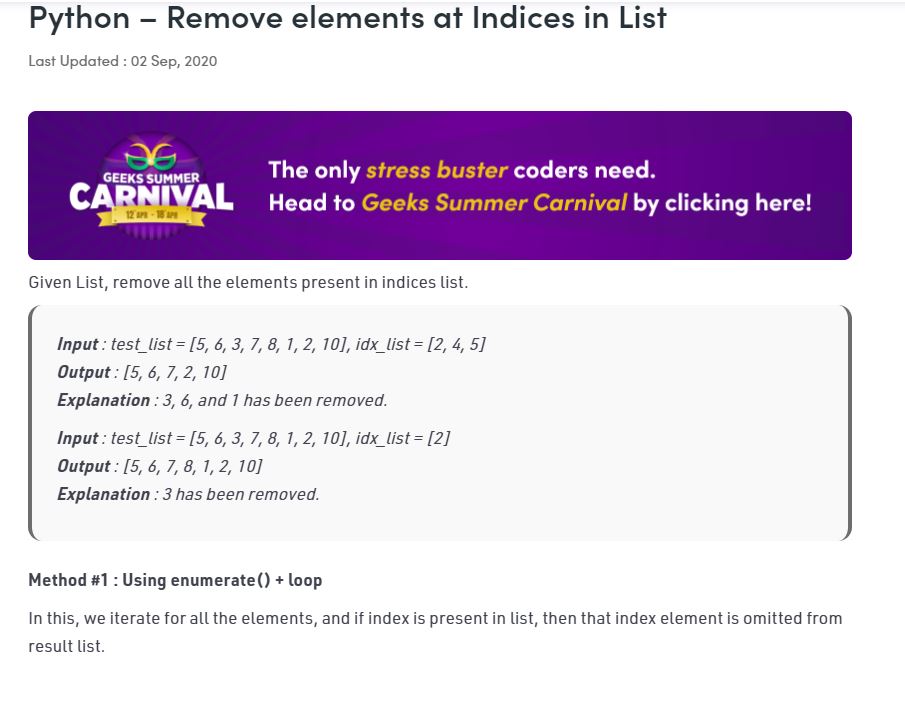 Python – Remove elements at Indices in List
Last Updated : 02 Sep, 2020
GEEKS SUMMER
CARNIVAL
12 APR - 18 APR
The only stress buster coders need.
Head to Geeks Summer Carnival by clicking here!
Given List, remove all the elements present in indices list.
Input : test_list = [5, 6, 3, 7, 8, 1, 2, 10], idx_list = [2, 4, 5]
Output : [5, 6, 7, 2, 10]
Explanation : 3, 6, and 1 has been removed.
Input : test_list = [5, 6, 3, 7, 8, 1, 2, 10], idx_list = [2]
Output : [5, 6, 7, 8, 1, 2, 10]
Explanation : 3 has been removed.
Method #1 : Using enumerate() + loop
In this, we iterate for all the elements, and if index is present in list, then that index element is omitted from
result list.